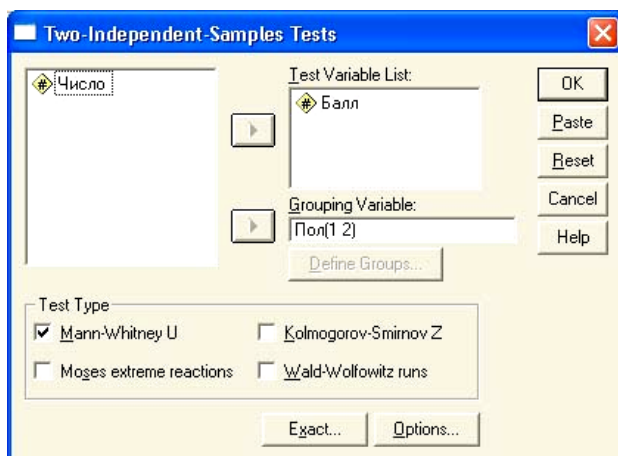 Two-Independent-Samples Tests
Число
Test Variable List:
Балл
Grouping Variable:
Пол(1 2)
Define Groups...
OK
Paste
Reset
Cancel
Help
Test Type
Mann-Whitney U
Kolmogorov-Smirnov Z
Moses extreme reactions
Wald-Wolfowitz runs
Exact...
Options...